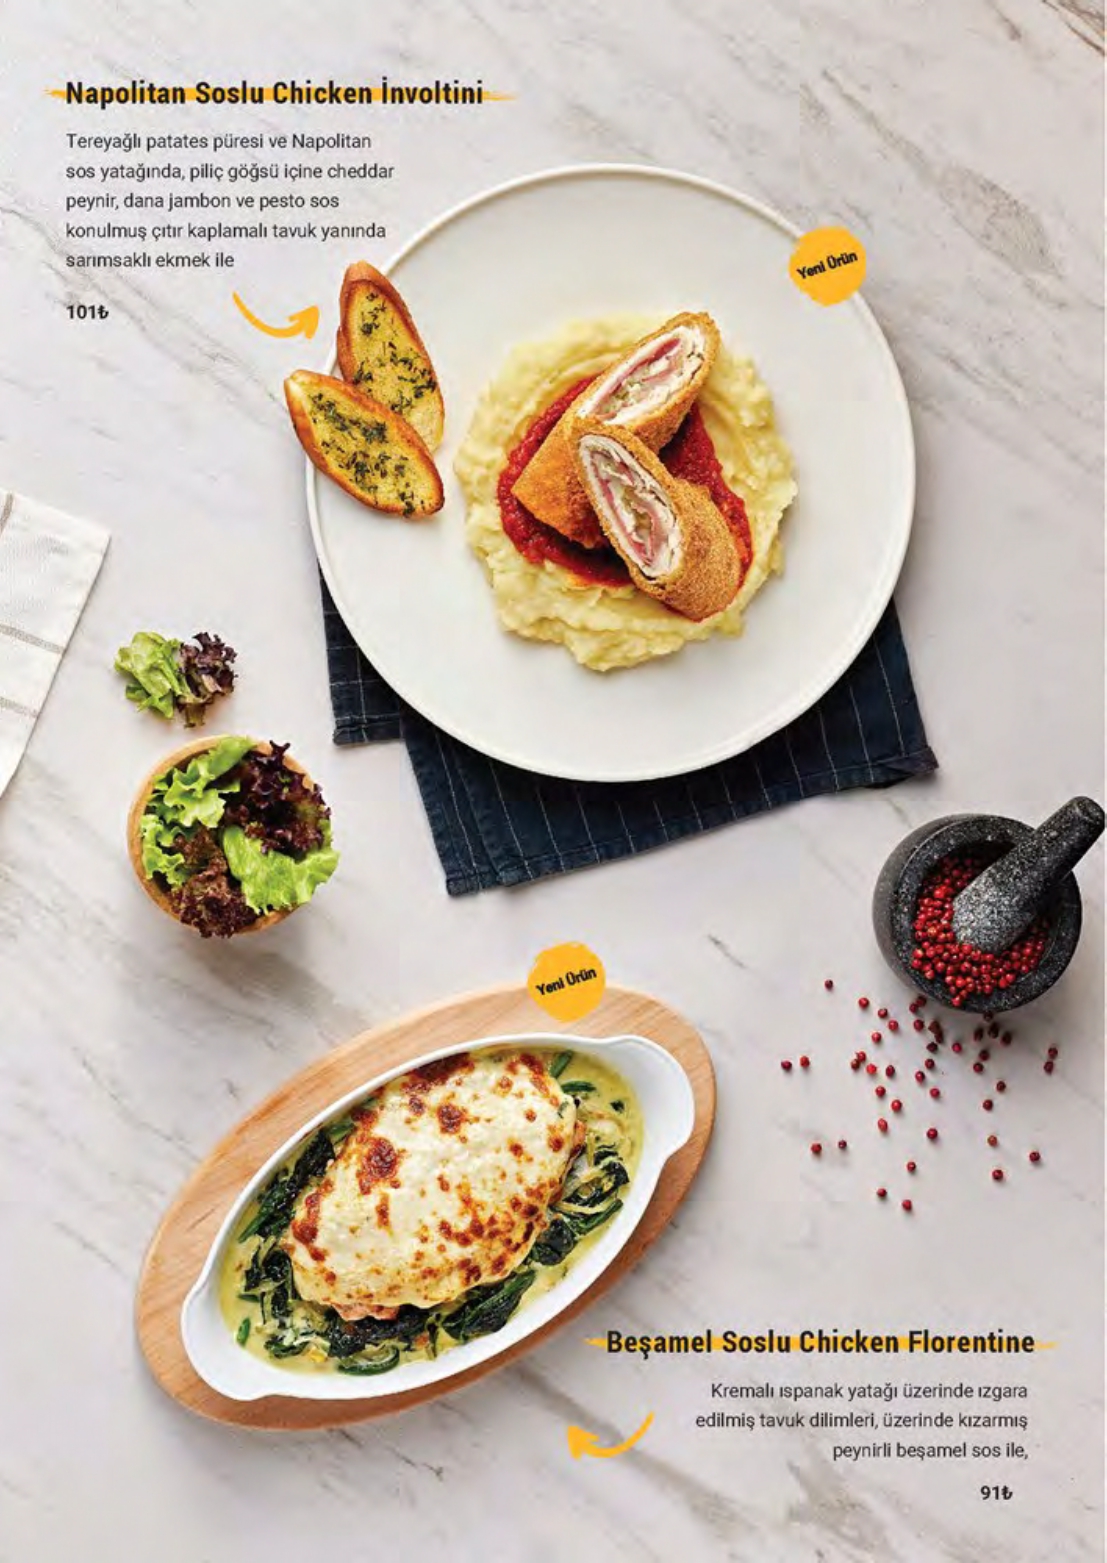 Napolitan Soslu Chicken İnvoltini
Tereyağlı patates püresi ve Napolitan
sos yatağında, piliç göğsü içine cheddar
peynir, dana jambon ve pesto sos
konulmuş çıtır kaplamalı tavuk yanında
sarımsaklı ekmek ile
101₺
Yeni Ürün
Yeni Ürün
Beşamel Soslu Chicken Florentine
Kremalı ıspanak yatağı üzerinde ızgara
edilmiş tavuk dilimleri, üzerinde kızarmış
peynirli beşamel sos ile,
91₺